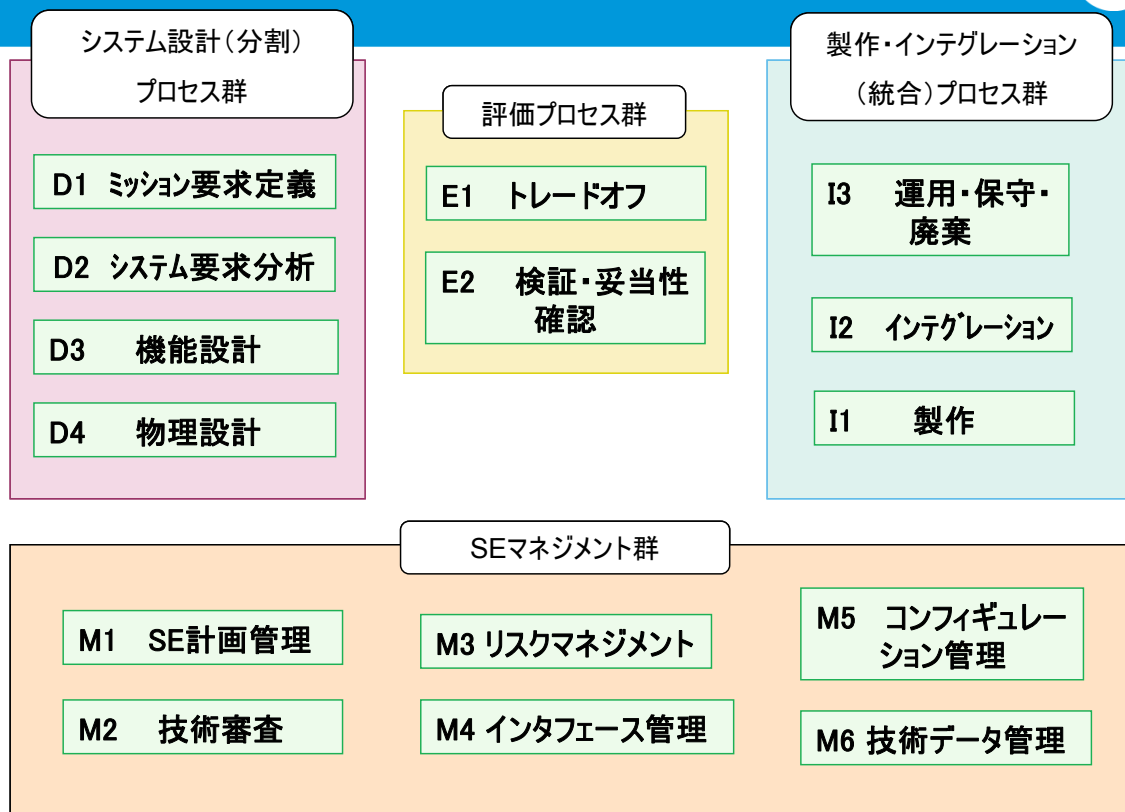 システム設計（分割）
プロセス群
D1 ミッション要求定義
D2 システム要求分析
D3 機能設計
D4 物理設計
評価プロセス群
E1 トレードオフ
E2 検証・妥当性
確認
製作・インテグレーション
（統合）プロセス群
I3 運用・保守・
廃棄
I2 インテグレーション
I1 製作
SEマネジメント群
M1 SE計画管理
M2 技術審査
M3 リスクマネジメント
M4 インタフェース管理
M5 コンフィギュレー
ション管理
M6 技術データ管理